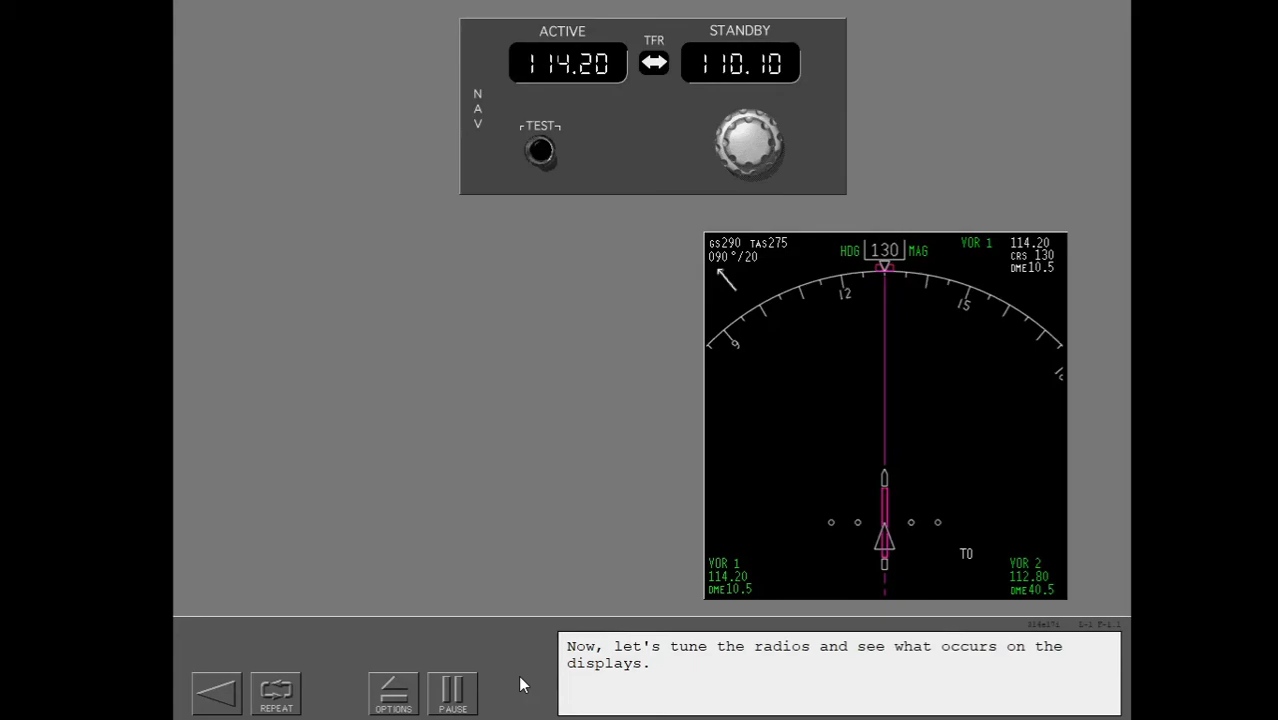 ACTIVE
STANDBY
TFR
114.20
110.10
N
A
V
TEST
GS290 TAS275
090°/20
HDG 130 MAG
VOR 1
114.20
CRS 130
DME10.5
12
15
9
TO
VOR 1
114.20
DME10.5
VOR 2
112.80
DME40.5
Now, let's tune the radios and see what occurs on the
displays.
REPEAT
OPTIONS
PAUSE